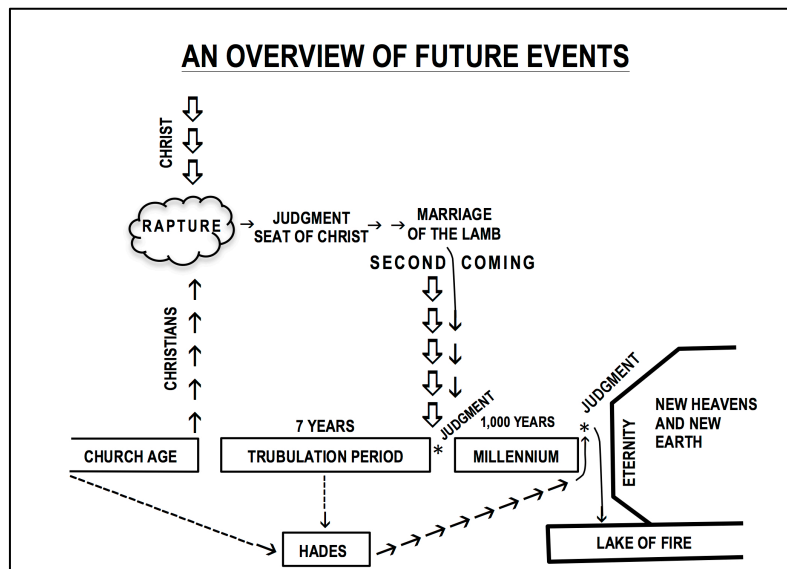 AN OVERVIEW OF FUTURE EVENTS
CHRIST
RAPTURE
JUDGMENT
SEAT OF CHRIST
MARRIAGE
OF THE LAMB
SECOND COMING
CHRISTIANS
7 YEARS
*JUDGMENT
1,000 YEARS
* JUDGMENT
CHURCH AGE
TRUBULATION PERIOD
MILLENNIUM
ETERNITY
NEW HEAVENS
AND NEW
EARTH
HADES
LAKE OF FIRE